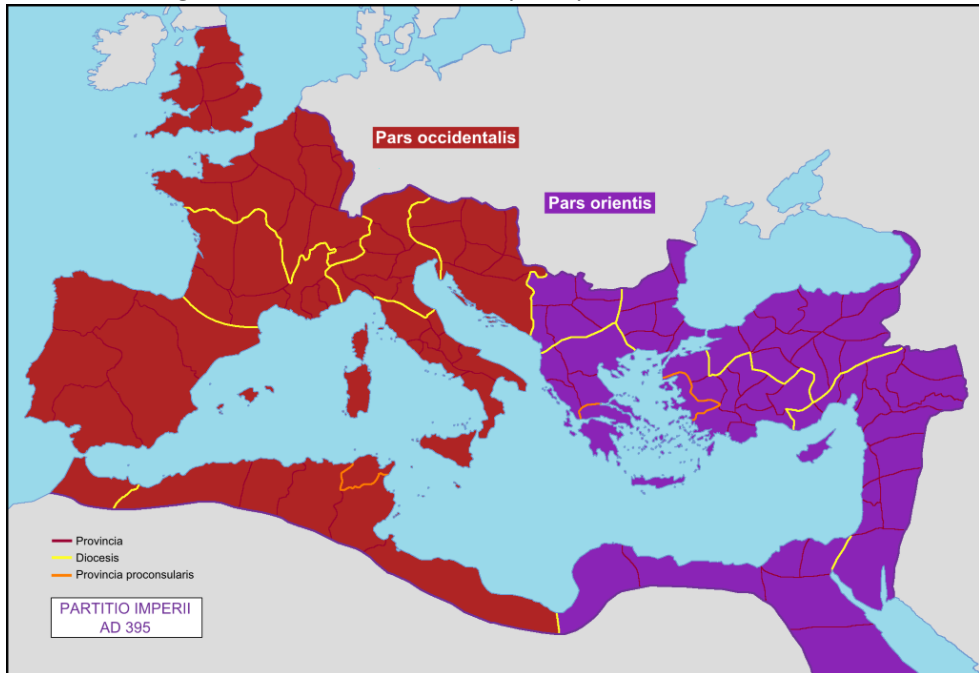 Pars occidentalis
Pars orientis
Provincia
Diocesis
Provincia proconsularis
PARTITIO IMPERII
AD 395